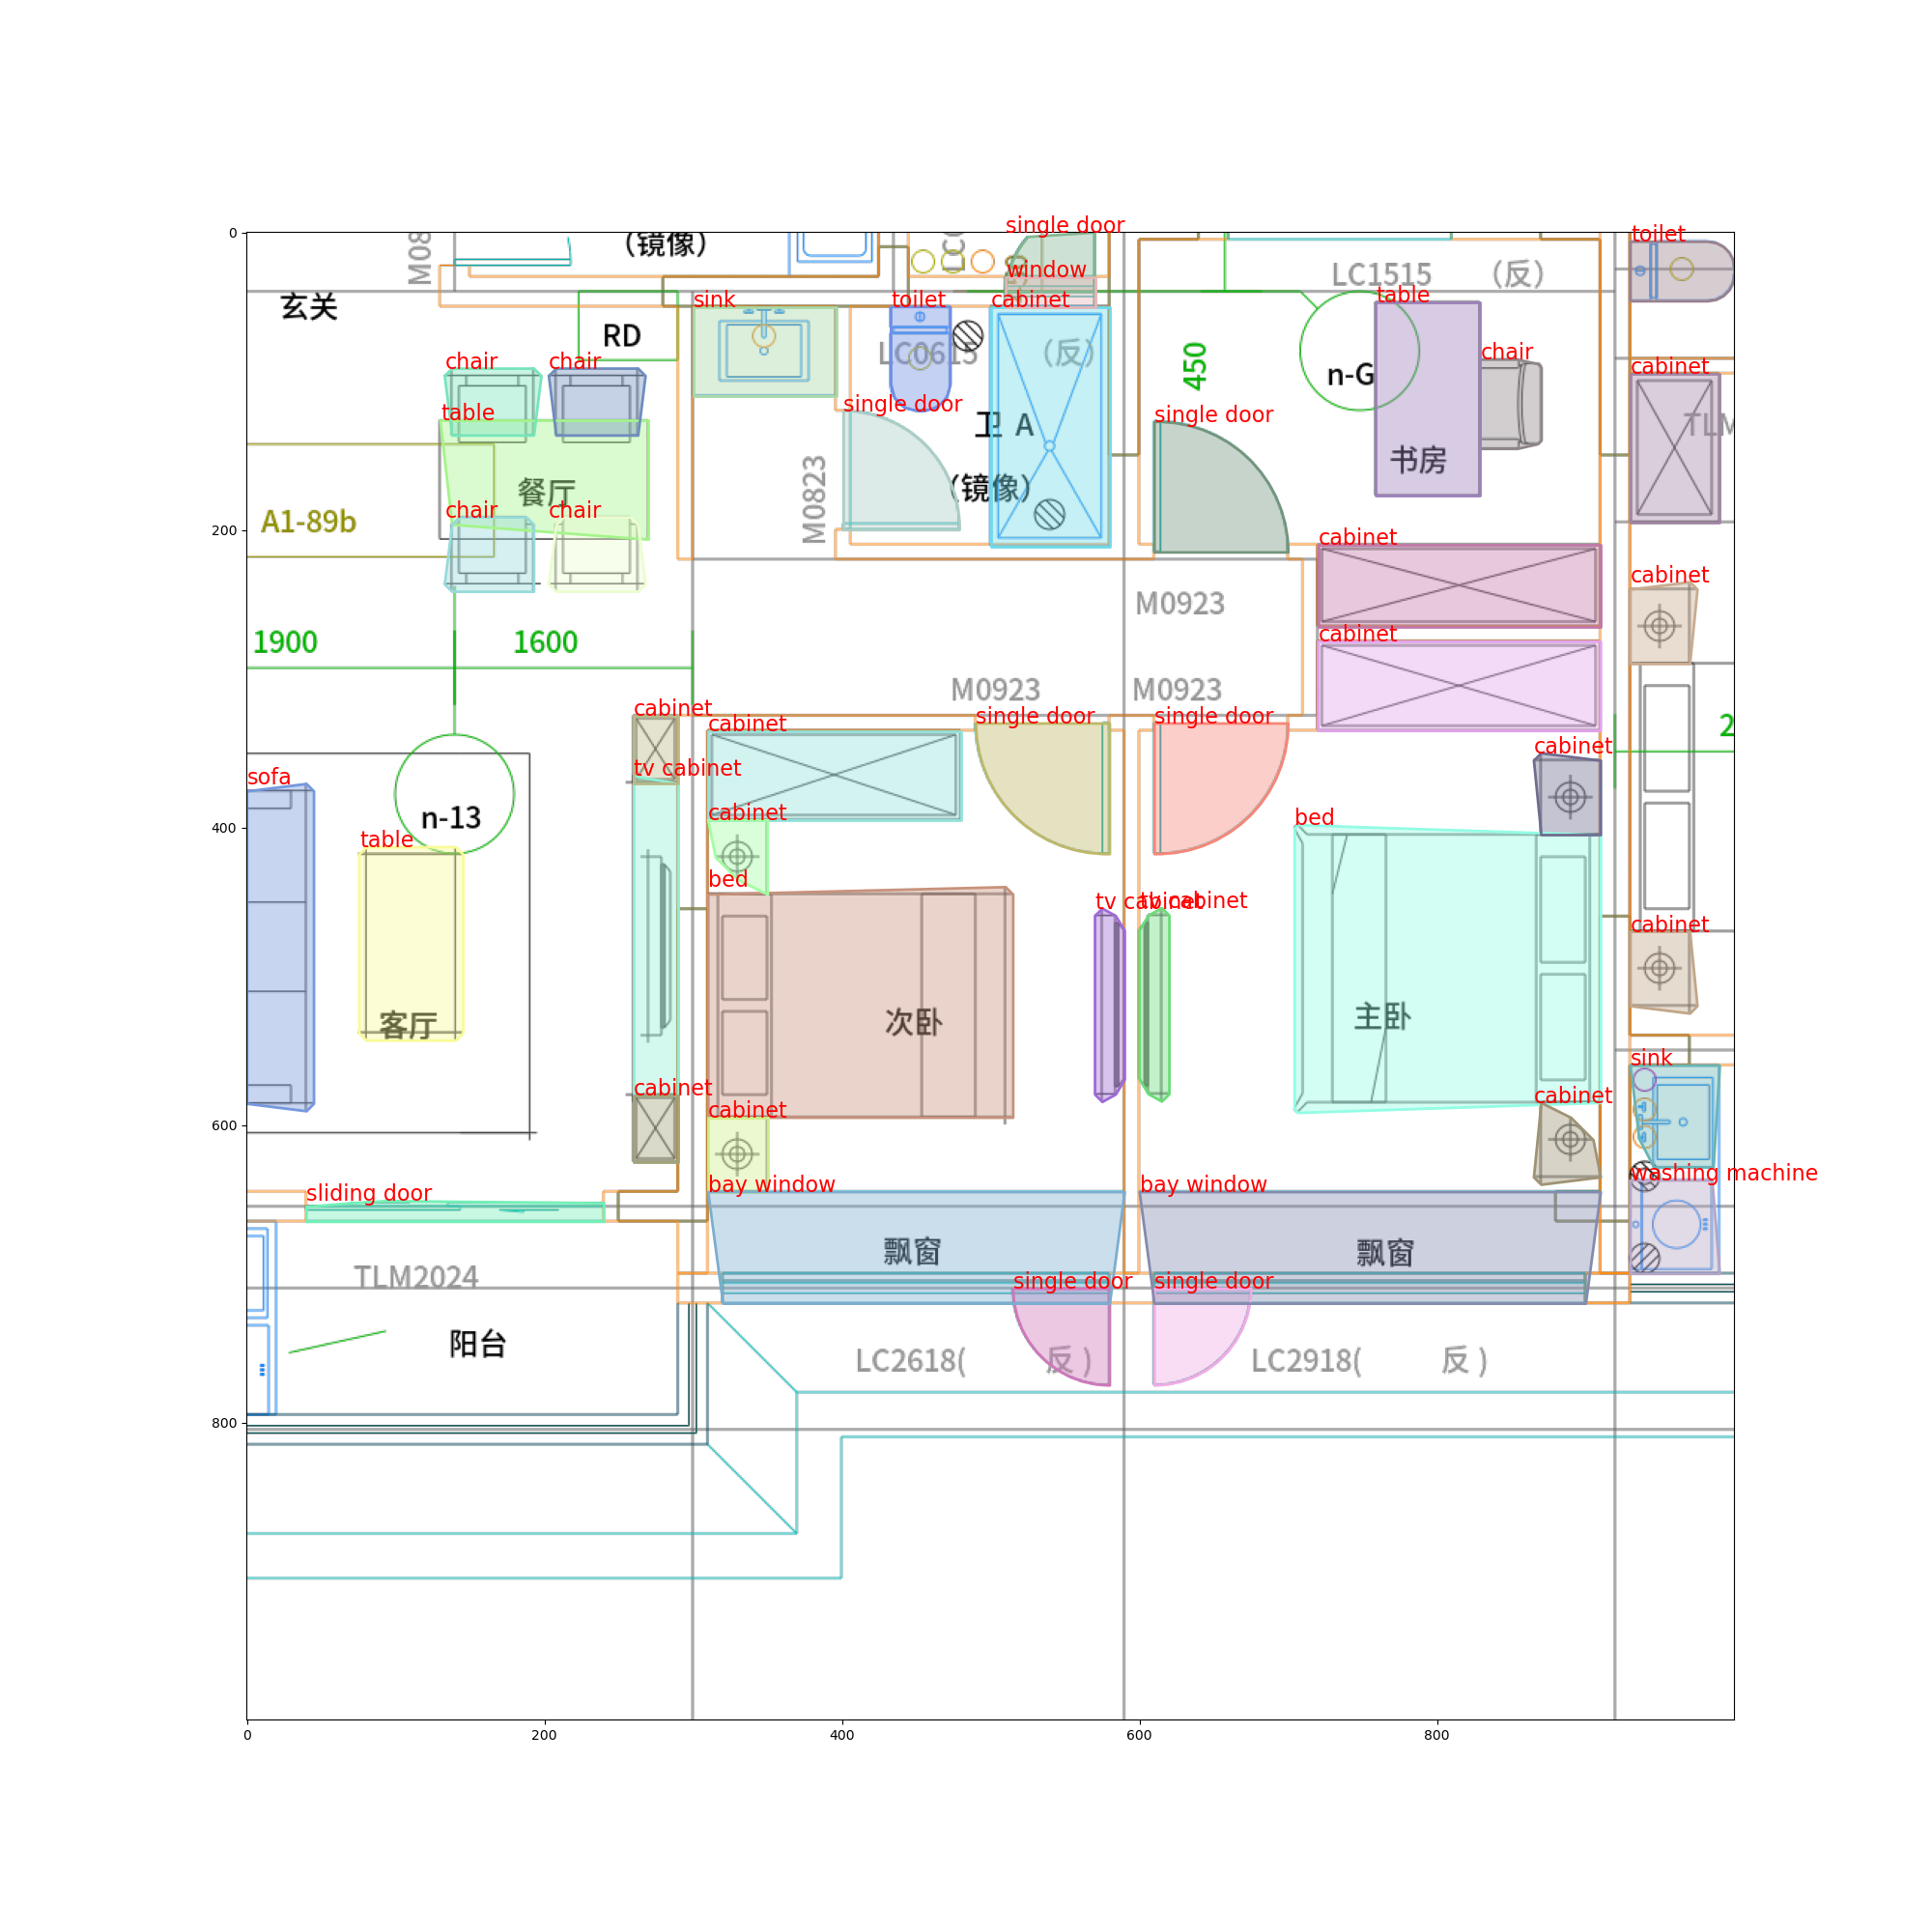 single door
0
（镜像）
toilet
M08
window
LC1515 （反）
玄关
sink
toilet
cabinet
table
RD
LC0615 （反）
450
chair
chair
chair
n-G
cabinet
table
single door
single door
卫 A
TLM
书房
餐厅
M0823
（镜像）
chair
chair
A1-89b
200
cabinet
cabinet
M0923
1900
1600
cabinet
M0923
M0923
cabinet
cabinet
single door
single door
2
cabinet
tv cabinet
sofa
cabinet
bed
n-13
400
table
bed
tv cabinet
tv cabinet
cabinet
次卧
主卧
客厅
sink
cabinet
cabinet
cabinet
600
washing machine
sliding door
bay window
bay window
飘窗
飘窗
TLM2024
single door
single door
阳台
LC2618( 反 )
LC2918( 反 )
800
0
200
400
600
800